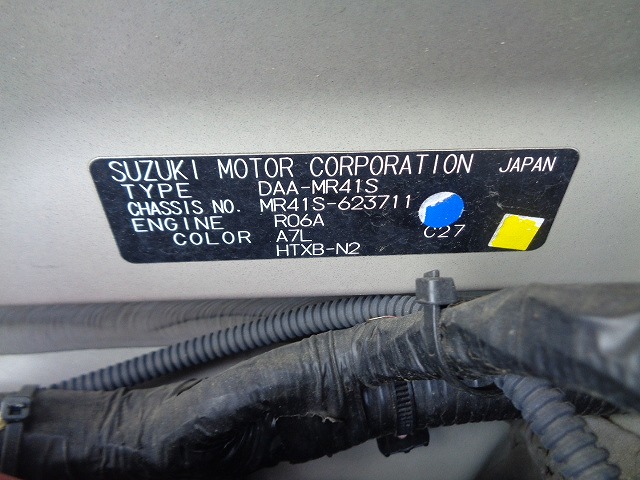 SUZUKI MOTOR CORPORATION JAPAN
TYPE DAA-MR41S
CHASSIS NO. MR41S-623711
ENGINE R06A
COLOR A7L C27
HTXB-N2